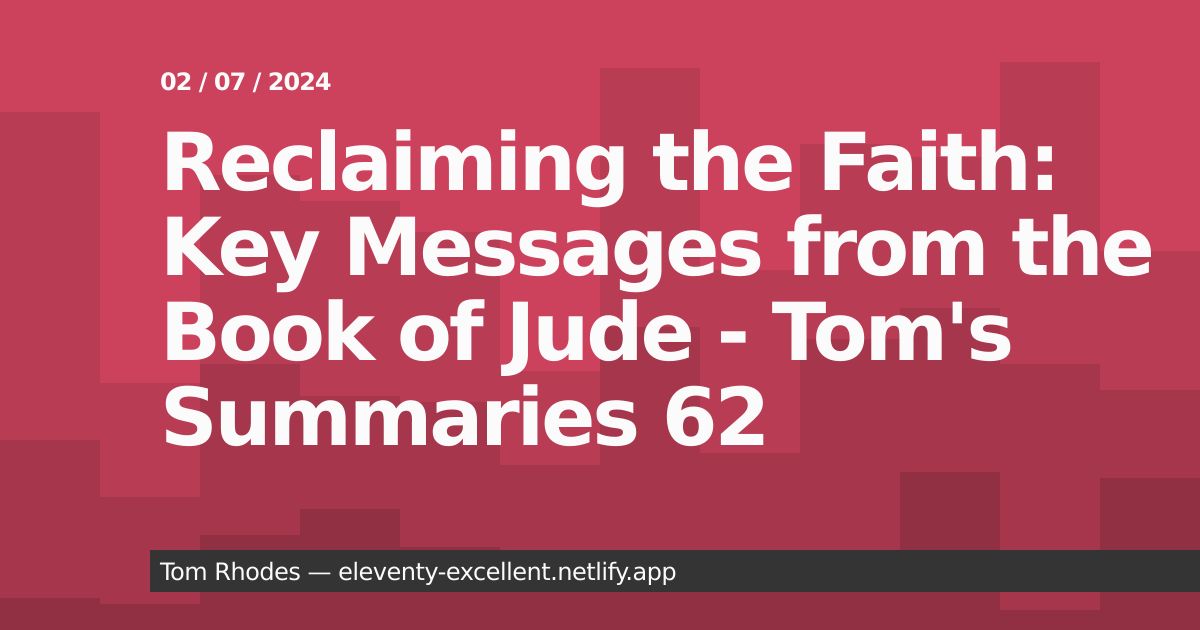 02 / 07 / 2024
Reclaiming the Faith:
Key Messages from the
Book of Jude - Tom's
Summaries 62
Tom Rhodes — eleventy-excellent.netlify.app